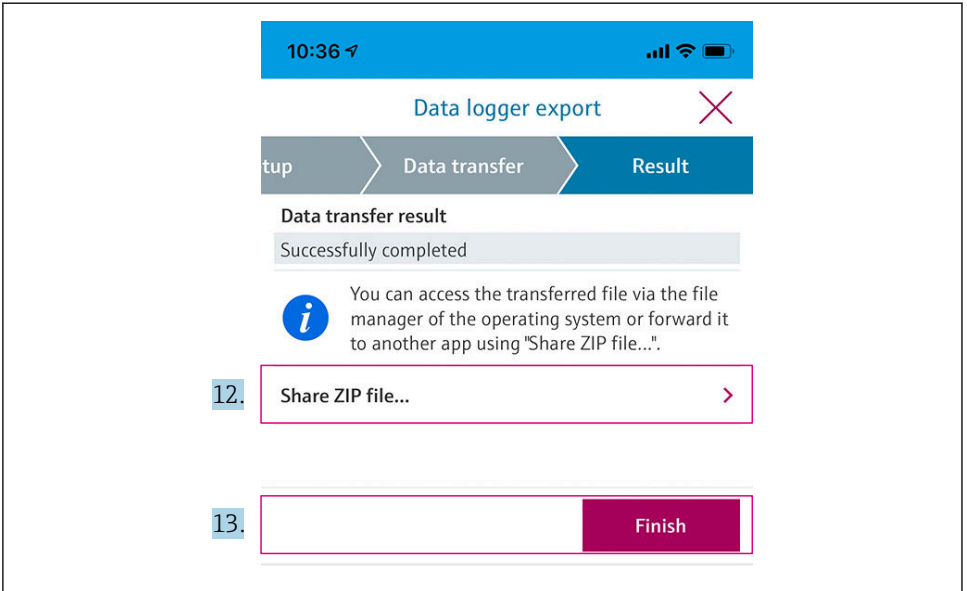 10:36
Data logger export
tup
Data transfer
Result
Data transfer result
Successfully completed
i
You can access the transferred file via the file
manager of the operating system or forward it
to another app using "Share ZIP file...".
12.
Share ZIP file...
13.
Finish